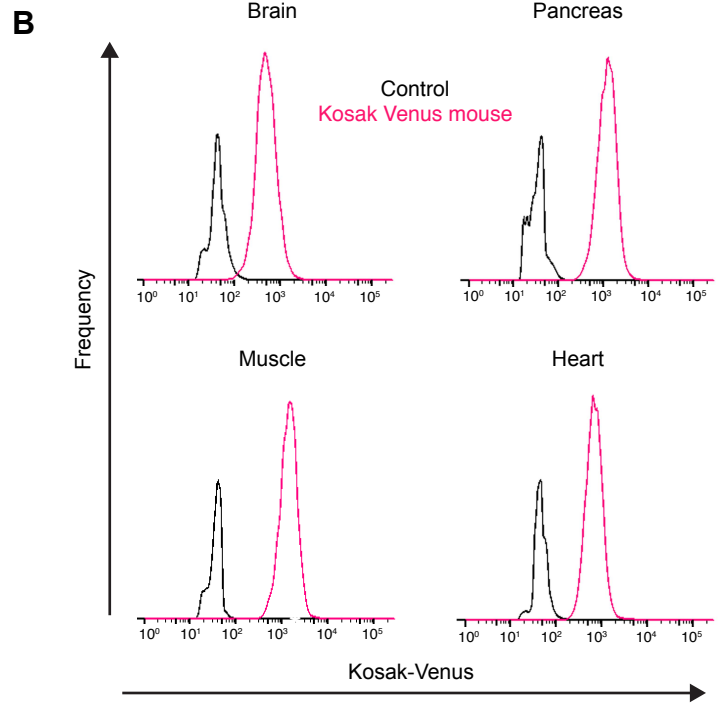 B
Brain
Pancreas
Control
Kosak Venus mouse
10⁰ 10¹ 10² 10³ 10⁴ 10⁵
10⁰ 10¹ 10² 10³ 10⁴ 10⁵
Frequency
Muscle
Heart
10⁰ 10¹ 10² 10³ 10⁴ 10⁵
10⁰ 10¹ 10² 10³ 10⁴ 10⁵
Kosak-Venus